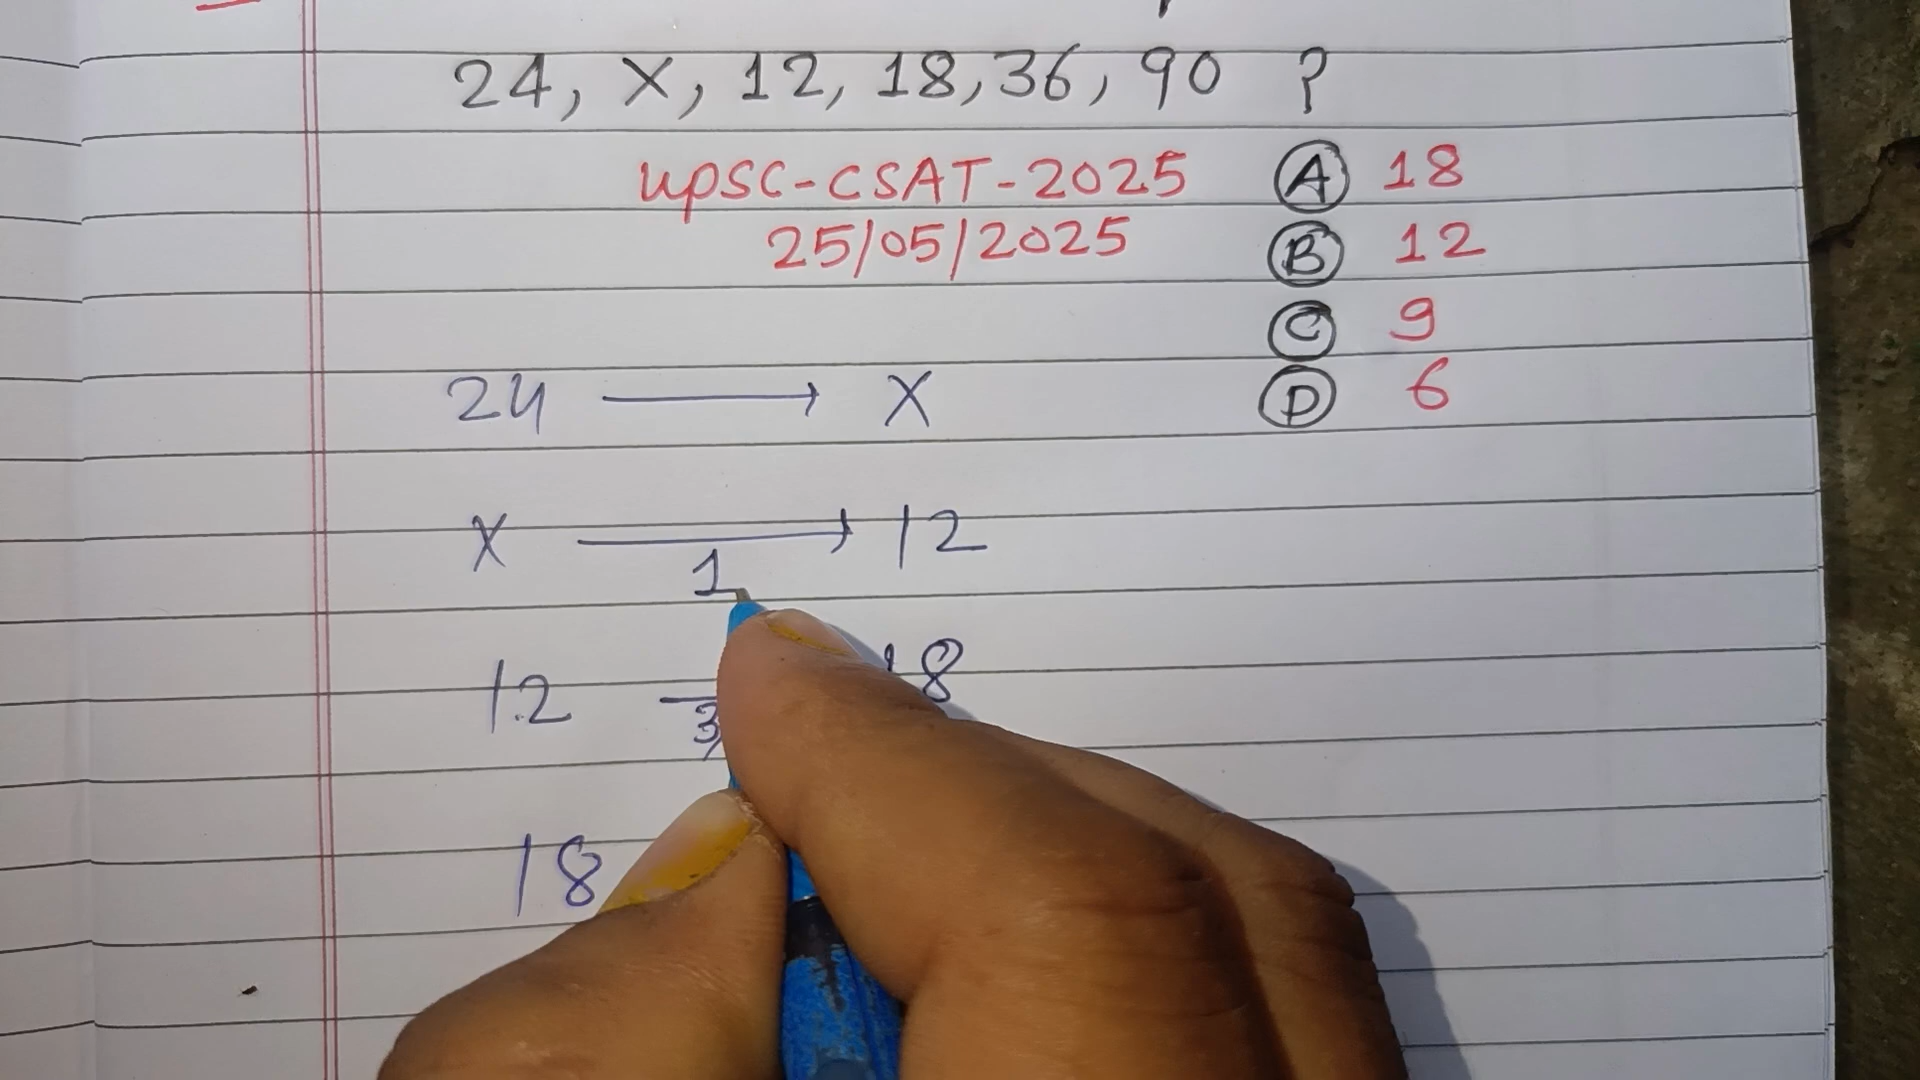 24, X, 12, 18, 36, 90 ?
UPSC-CSAT-2025
25/05/2025
A 18
B 12
C 9
D 6
24 → X
X → 12
1
12 18
3
18